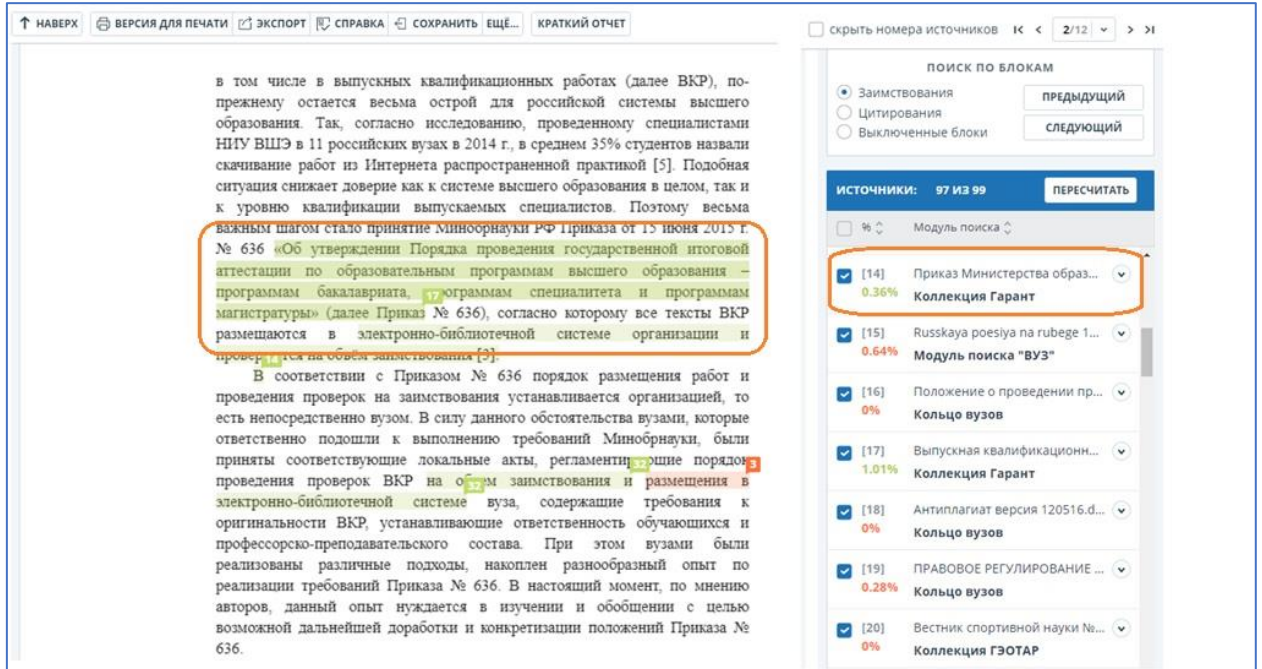 НАВЕРХ ВЕРСИЯ ДЛЯ ПЕЧАТИ ЭКСПОРТ СПРАВКА СОХРАНИТЬ ЕЩЁ... КРАТКИЙ ОТЧЕТ
в том числе в выпускных квалификационных работах (далее ВКР), по-
прежнему остается весьма острой для российской системы высшего
образования. Так, согласно исследованию, проведенному специалистами
НИУ ВШЭ в 11 российских вузах в 2014 г., в среднем 35% студентов назвали
скачивание работ из Интернета распространенной практикой [5]. Подобная
ситуация снижает доверие как к системе высшего образования в целом, так и
к уровню квалификации выпускаемых специалистов. Поэтому весьма
важным шагом стало принятие Минобрнауки РФ Приказа от 15 июня 2015 г.
№ 636 «Об утверждении Порядка проведения государственной итоговой
аттестации по образовательным программам высшего образования –
программам бакалавриата, 17 ограммам специалитета и программам
магистратуры» (далее Приказ № 636), согласно которому все тексты ВКР
размещаются в электронно-библиотечной системе организации и
провер 14 тся на объём заимствования [3].
В соответствии с Приказом № 636 порядок размещения работ и
проведения проверок на заимствования устанавливается организацией, то
есть непосредственно вузом. В силу данного обстоятельства вузами, которые
ответственно подошли к выполнению требований Минобрнауки, были
приняты соответствующие локальные акты, регламентир 32 ющие порядок 3
проведения проверок ВКР на о 32 ем заимствования и размещения в
электронно-библиотечной системе вуза, содержащие требования к
оригинальности ВКР, устанавливающие ответственность обучающихся и
профессорско-преподавательского состава. При этом вузами были
реализованы различные подходы, накоплен разнообразный опыт по
реализации требований Приказа № 636. В настоящий момент, по мнению
авторов, данный опыт нуждается в изучении и обобщении с целью
возможной дальнейшей доработки и конкретизации положений Приказа №
636.
скрыть номера источников 2/12
ПОИСК ПО БЛОКАМ
Заимствования
Цитирования
Выключенные блоки
ПРЕДЫДУЩИЙ
СЛЕДУЮЩИЙ
ИСТОЧНИКИ: 97 ИЗ 99 ПЕРЕСЧИТАТЬ
% Модуль поиска
[14] Приказ Министерства образ...
0.36% Коллекция Гарант
[15] Russkaya poesiya na rubege 1...
0.64% Модуль поиска "ВУЗ"
[16] Положение о проведении пр...
0% Кольцо вузов
[17] Выпускная квалификационн...
1.01% Коллекция Гарант
[18] Антиплагиат версия 120516.d...
0% Кольцо вузов
[19] ПРАВОВОЕ РЕГУЛИРОВАНИЕ ...
0.28% Кольцо вузов
[20] Вестник спортивной науки №...
0% Коллекция ГЭОТАР